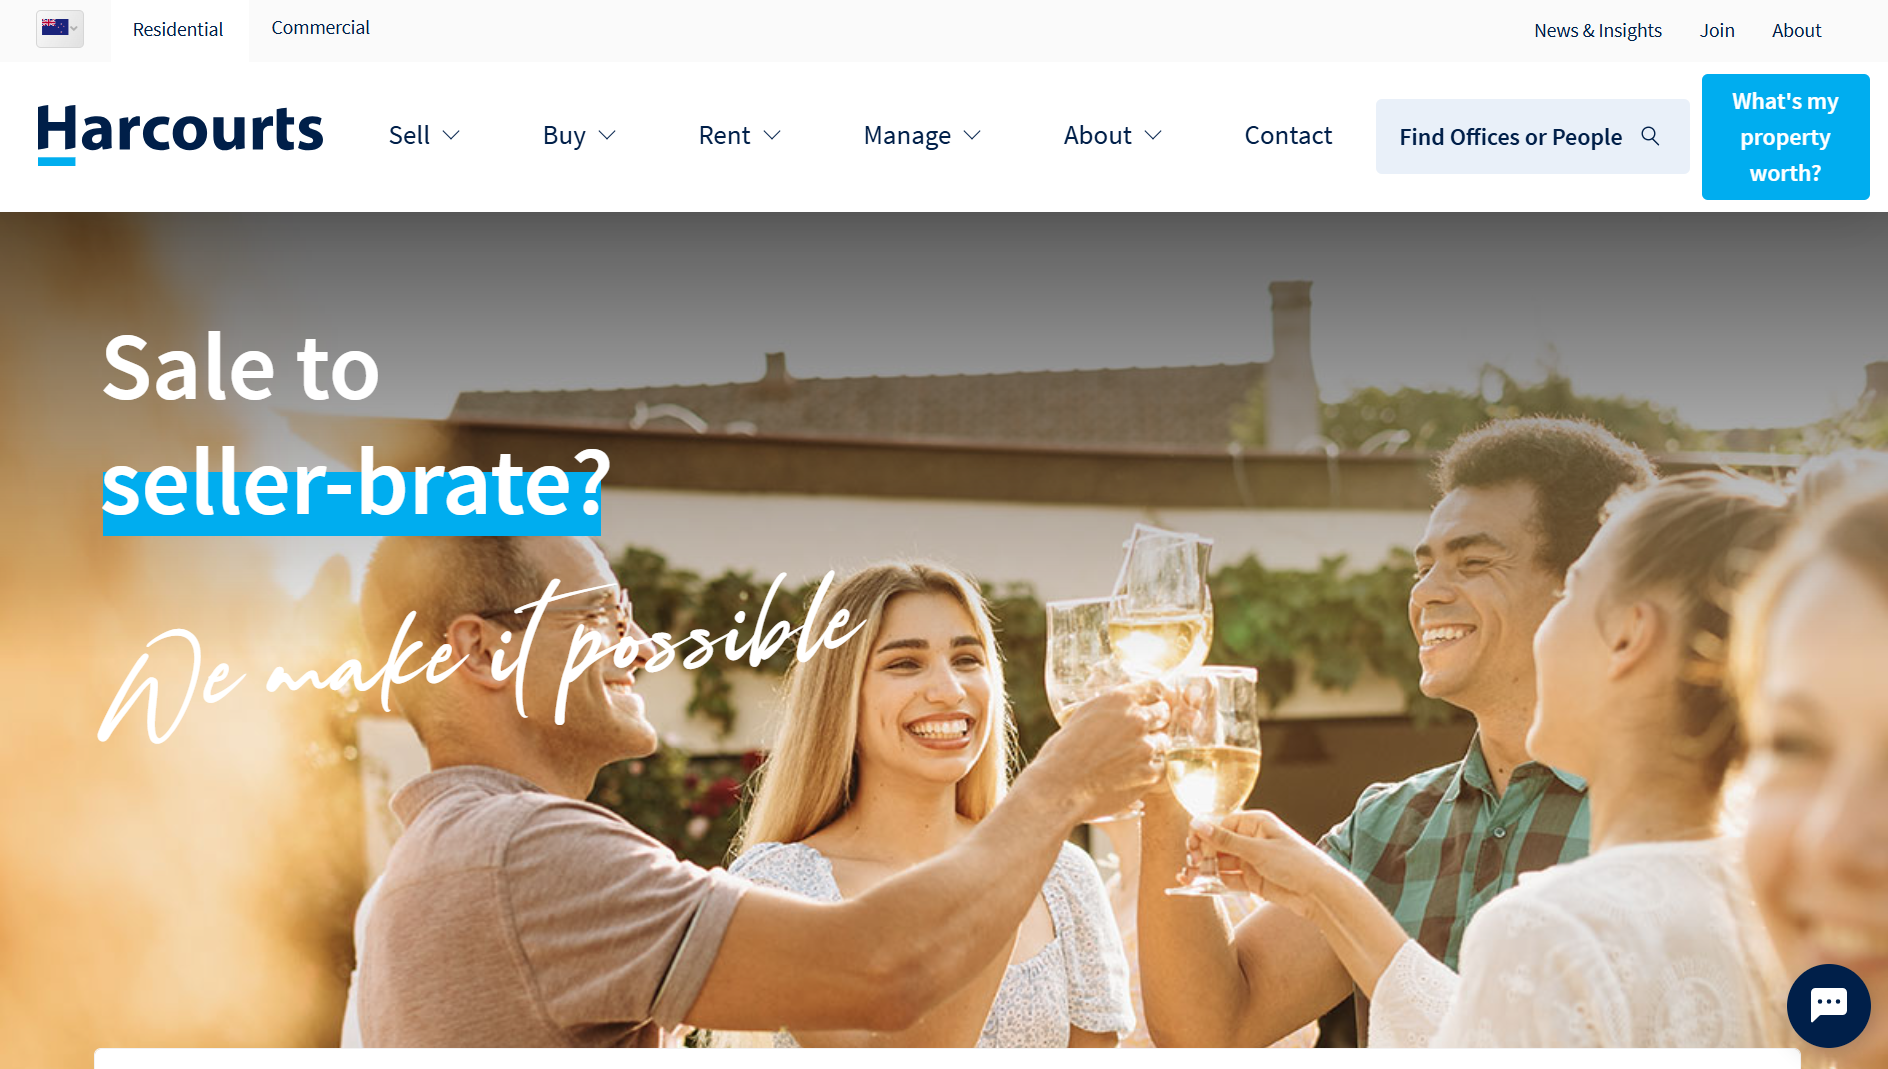 Residential
Commercial
News & Insights
Join
About
Harcourts
Sell
Buy
Rent
Manage
About
Contact
Find Offices or People
What's my
property
worth?
Sale to
seller-brate?
We make it possible